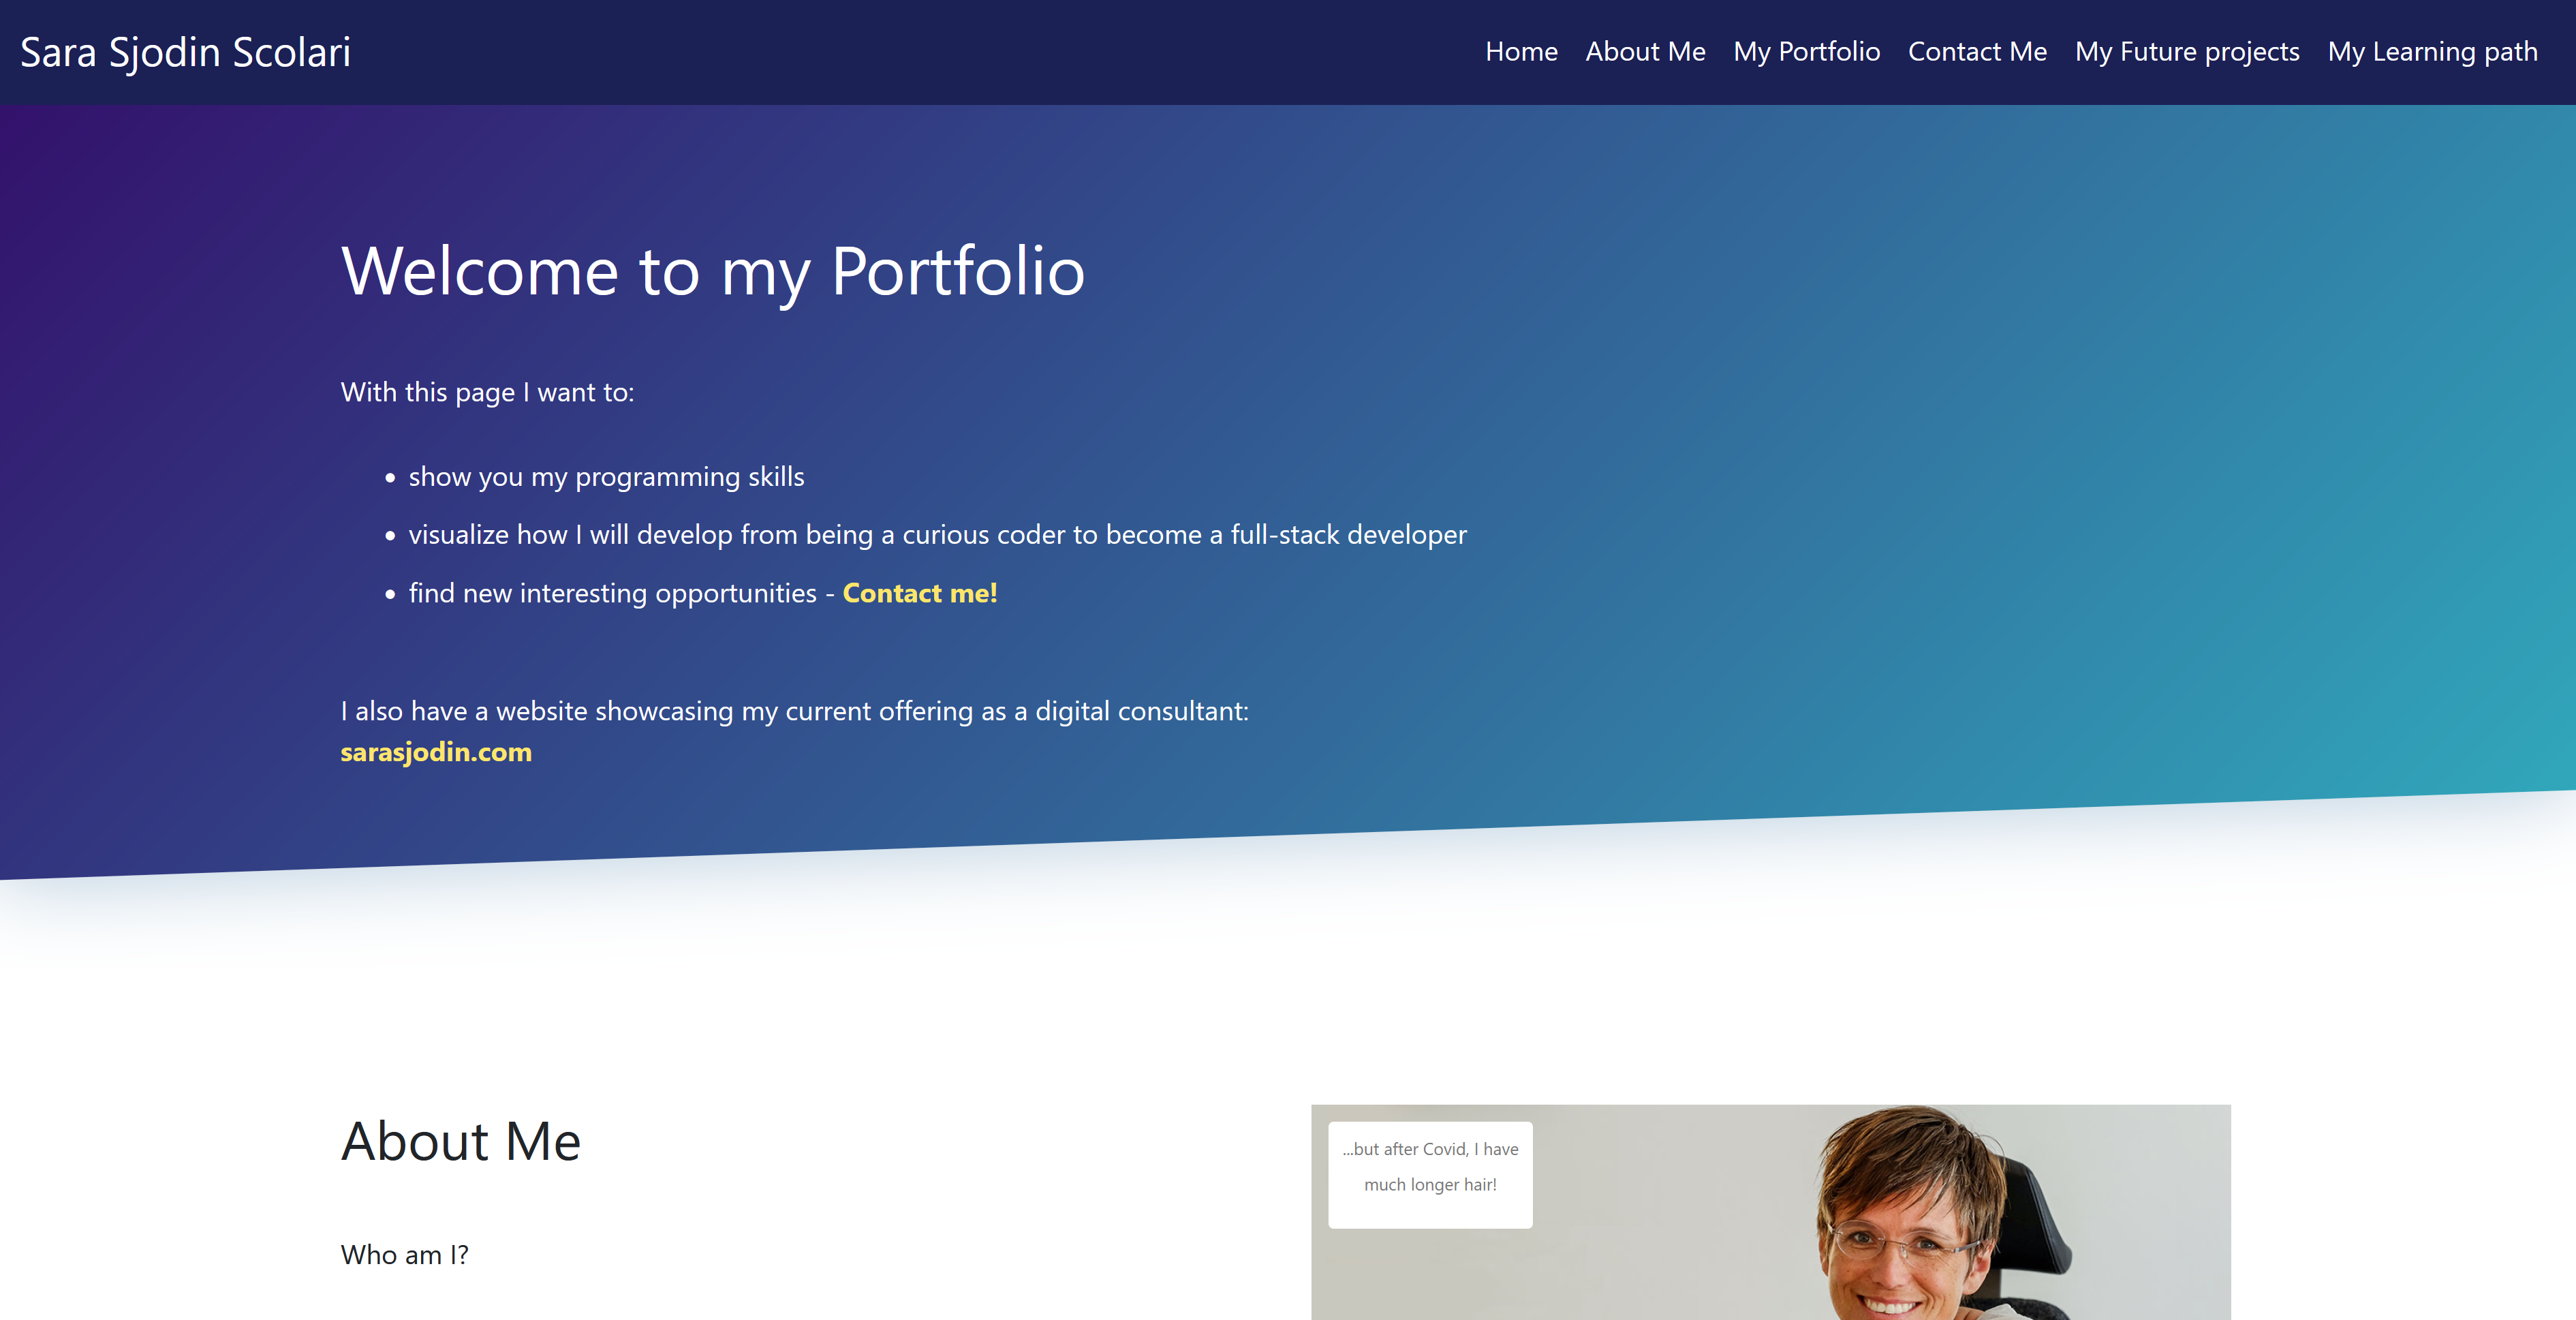 Sara Sjodin Scolari
Home About Me My Portfolio Contact Me My Future projects My Learning path
Welcome to my Portfolio
With this page I want to:
• show you my programming skills
• visualize how I will develop from being a curious coder to become a full-stack developer
• find new interesting opportunities - Contact me!
I also have a website showcasing my current offering as a digital consultant:
sarasjodin.com
About Me
Who am I?
...but after Covid, I have
much longer hair!